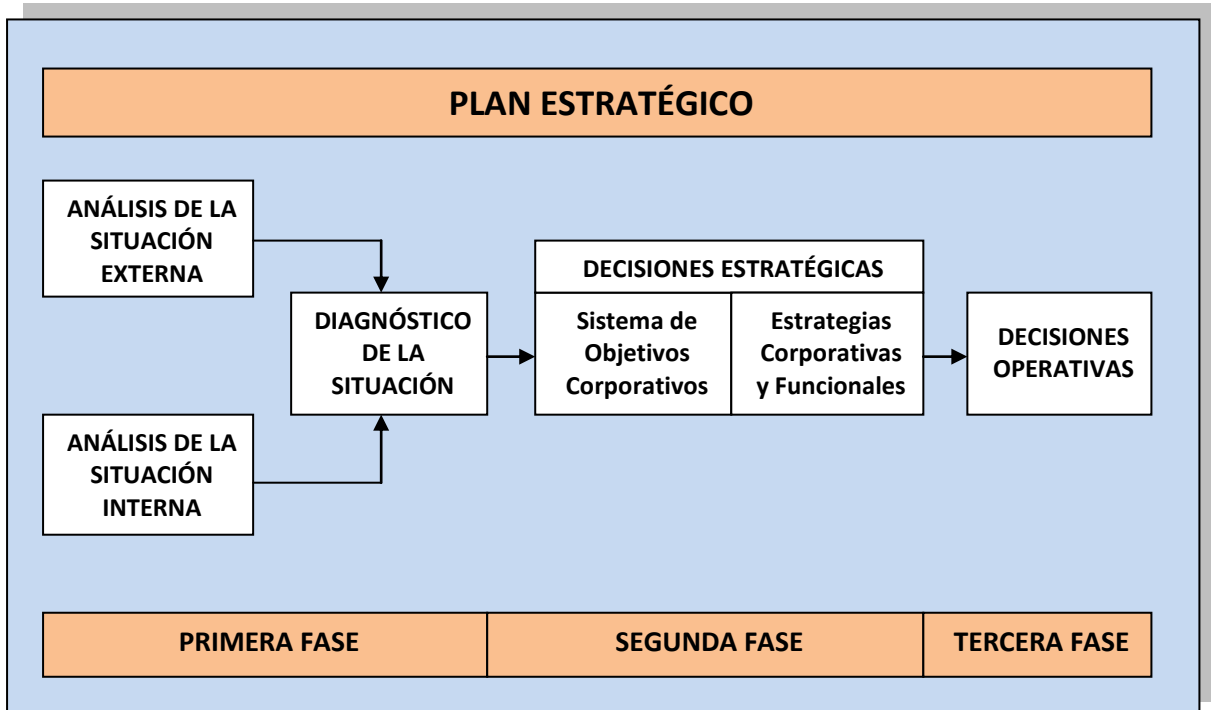 PLAN ESTRATÉGICO
ANÁLISIS DE LA
SITUACIÓN
EXTERNA
DIAGNÓSTICO
DE LA
SITUACIÓN
ANÁLISIS DE LA
SITUACIÓN
INTERNA
DECISIONES ESTRATÉGICAS
Sistema de
Objetivos
Corporativos
Estrategias
Corporativas
y Funcionales
DECISIONES
OPERATIVAS
PRIMERA FASE
SEGUNDA FASE
TERCERA FASE